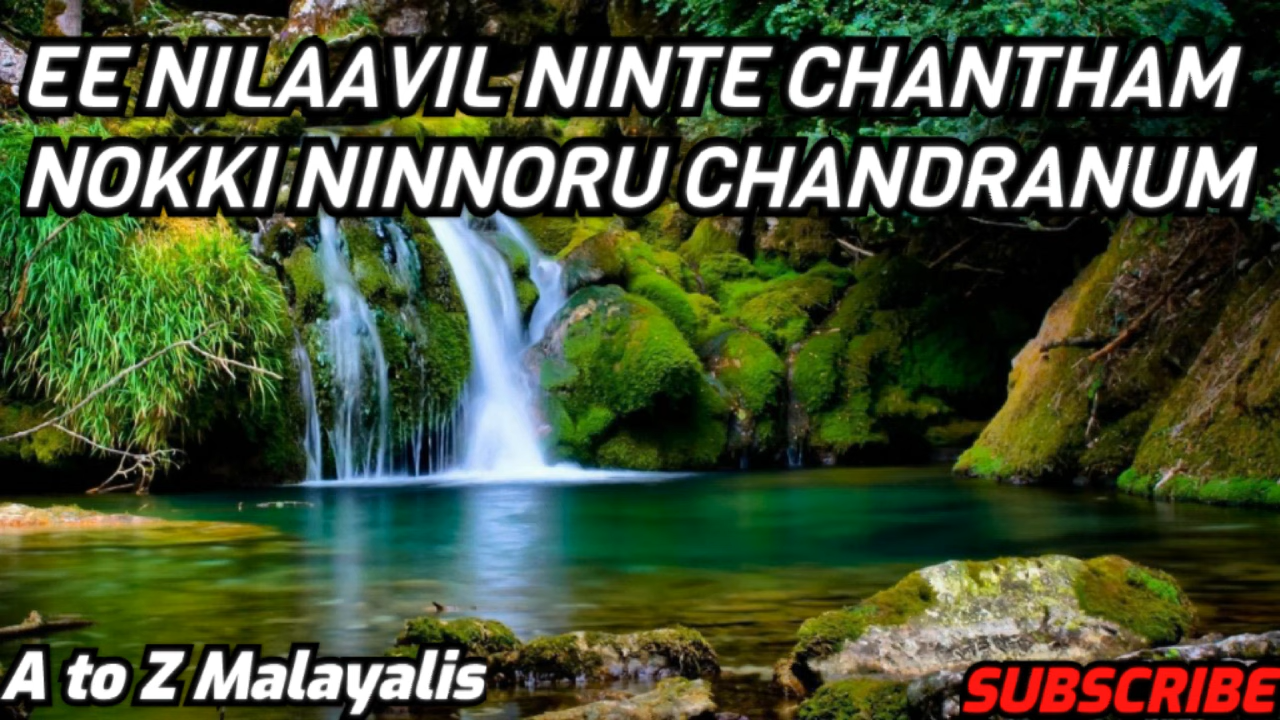 EE NILAAVIL NINTE CHANTHAM
NOKKI NINNORU CHANDRANUM
A to Z Malayalis
SUBSCRIBE